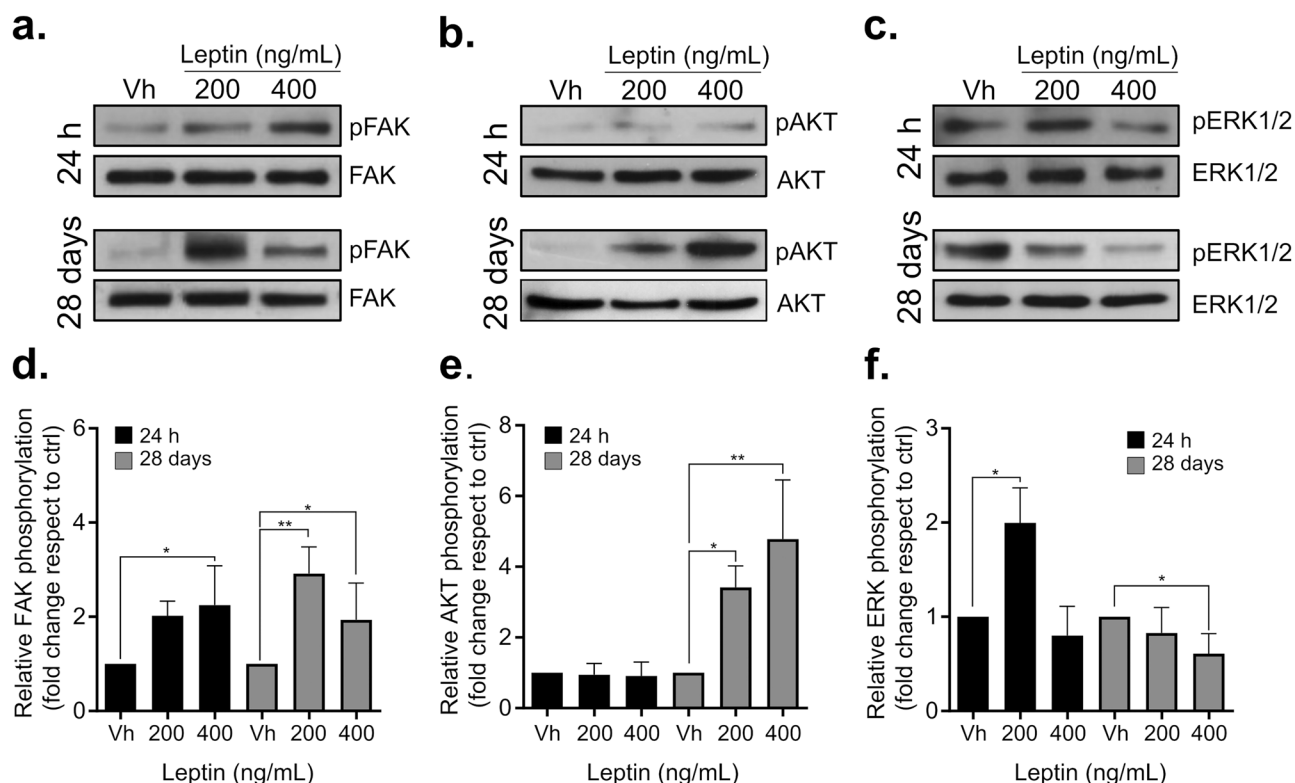 a.
Leptin (ng/mL)
Vh 200 400
24 h
pFAK
FAK
28 days
pFAK
FAK
b.
Leptin (ng/mL)
Vh 200 400
24 h
pAKT
AKT
28 days
pAKT
AKT
c.
Leptin (ng/mL)
Vh 200 400
24 h
pERK1/2
ERK1/2
28 days
pERK1/2
ERK1/2
d.
Relative FAK phosphorylation
(fold change respect to ctrl)
24 h
28 days
6
4
2
0
*
**
*
Vh 200 400 Vh 200 400
Leptin (ng/mL)
e.
Relative AKT phosphorylation
(fold change respect to ctrl)
24 h
28 days
8
6
4
2
0
**
*
Vh 200 400 Vh 200 400
Leptin (ng/mL)
f.
Relative ERK phosphorylation
(fold change respect to ctrl)
24 h
28 days
3
2
1
0
*
*
Vh 200 400 Vh 200 400
Leptin (ng/mL)